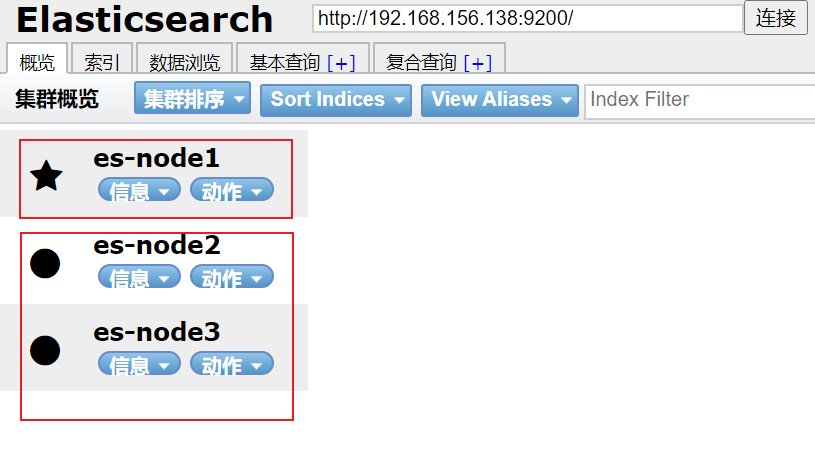 Elasticsearch http://192.168.156.138:9200/ 连接
概览 索引 数据浏览 基本查询 [+] 复合查询 [+]
集群概览 集群排序 Sort Indices View Aliases Index Filter
es-node1
信息 动作
es-node2
信息 动作
es-node3
信息 动作